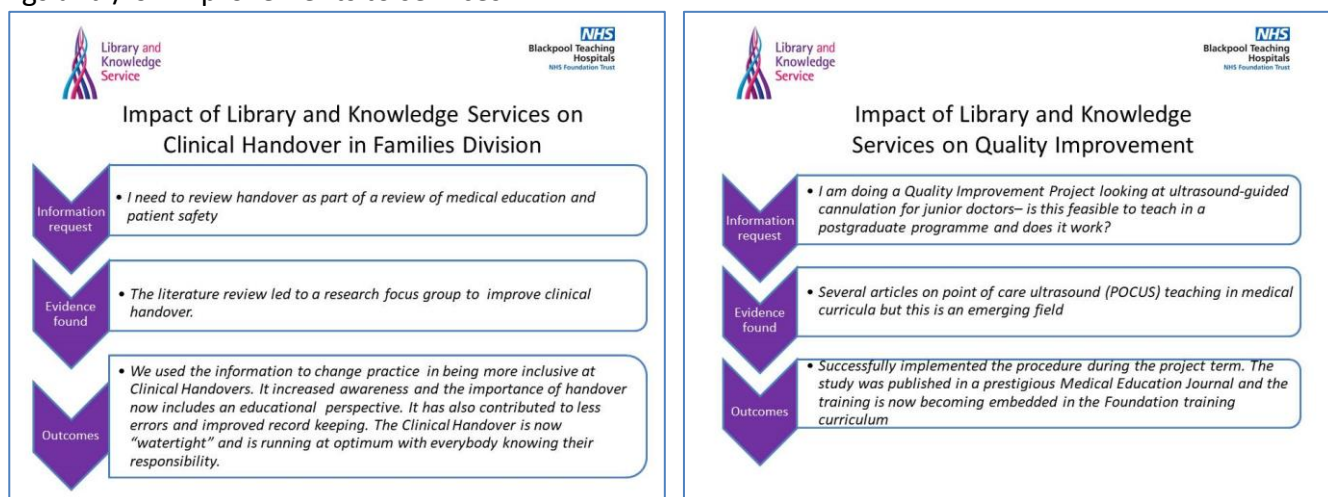 Library and
Knowledge
Service
NHS
Blackpool Teaching
Hospitals
NHS Foundation Trust
Impact of Library and Knowledge Services on
Clinical Handover in Families Division
Information
request
• I need to review handover as part of a review of medical education and
patient safety
Evidence
found
• The literature review led to a research focus group to improve clinical
handover.
Outcomes
• We used the information to change practice in being more inclusive at
Clinical Handovers. It increased awareness and the importance of handover
now includes an educational perspective. It has also contributed to less
errors and improved record keeping. The Clinical Handover is now
“watertight” and is running at optimum with everybody knowing their
responsibility.
Library and
Knowledge
Service
NHS
Blackpool Teaching
Hospitals
NHS Foundation Trust
Impact of Library and Knowledge
Services on Quality Improvement
Information
request
• I am doing a Quality Improvement Project looking at ultrasound-guided
cannulation for junior doctors– is this feasible to teach in a
postgraduate programme and does it work?
Evidence
found
• Several articles on point of care ultrasound (POCUS) teaching in medical
curricula but this is an emerging field
Outcomes
• Successfully implemented the procedure during the project term. The
study was published in a prestigious Medical Education Journal and the
training is now becoming embedded in the Foundation training
curriculum